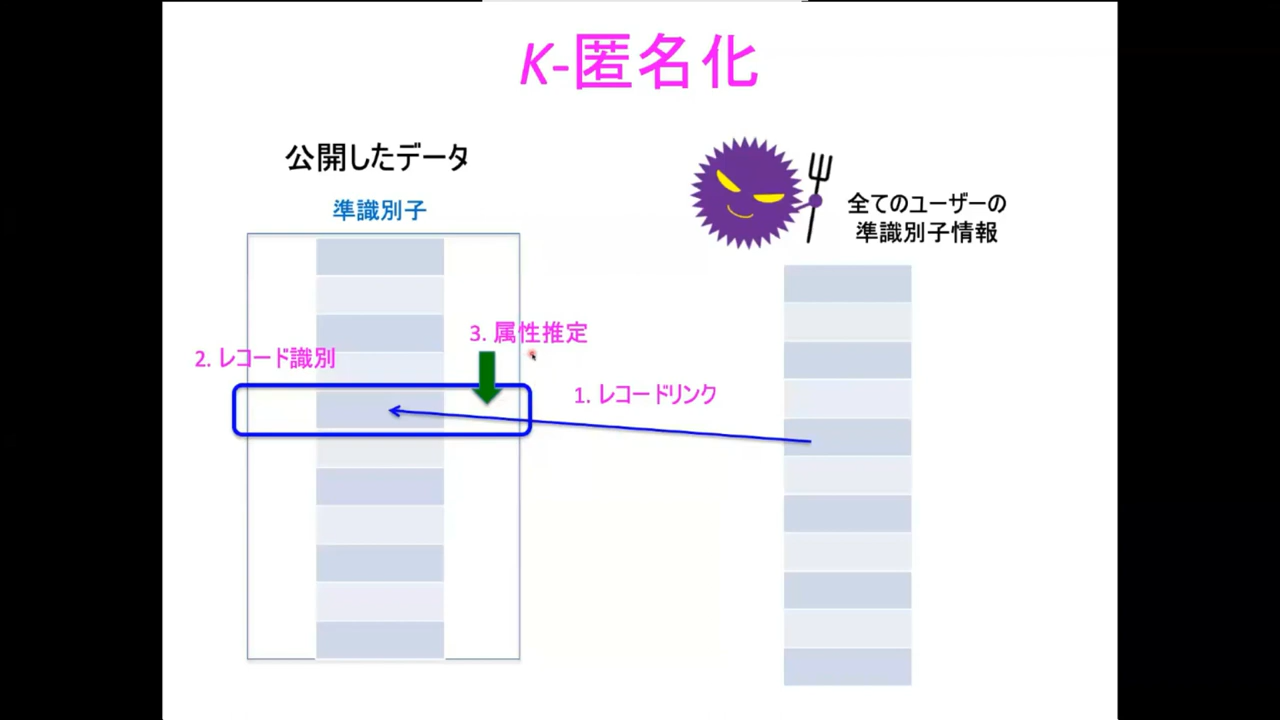 K-匿名化
公開したデータ
準識別子
全てのユーザーの
準識別子情報
3. 属性推定
2. レコード識別
1. レコードリンク